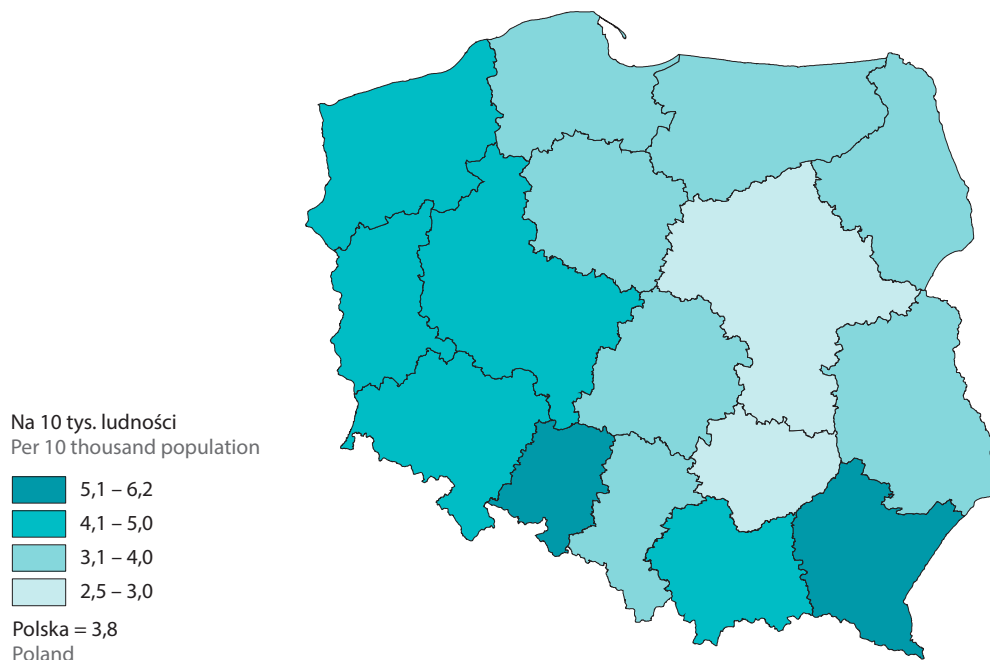 Na 10 tys. ludności
Per 10 thousand population
5,1 – 6,2
4,1 – 5,0
3,1 – 4,0
2,5 – 3,0
Polska = 3,8
Poland